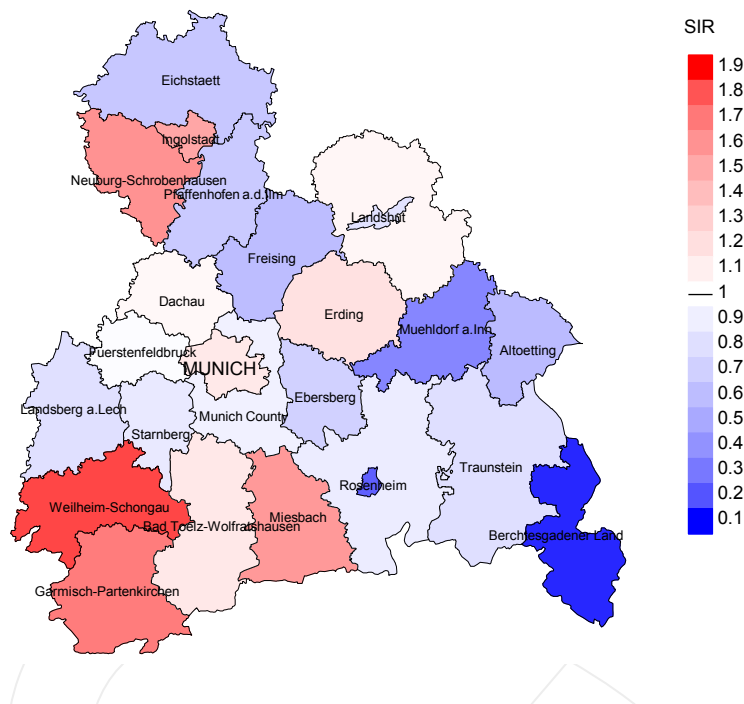 SIR
1.9
1.8
1.7
1.6
1.5
1.4
1.3
1.2
1.1
1
0.9
0.8
0.7
0.6
0.5
0.4
0.3
0.2
0.1
Eichstaett
Ingolstadt
Neuburg-Schrobenhausen
Pfaffenhofen a.d.Ilm
Landshut
Freising
Dachau
Erding
Muehldorf a.Inn
Altoetting
Fuerstenfeldbruck
MUNICH
Ebersberg
Landsberg a.Lech
Munich County
Starnberg
Traunstein
Rosenheim
Weilheim-Schongau
Miesbach
Bad Toelz-Wolfratshausen
Berchtesgadener Land
Garmisch-Partenkirchen